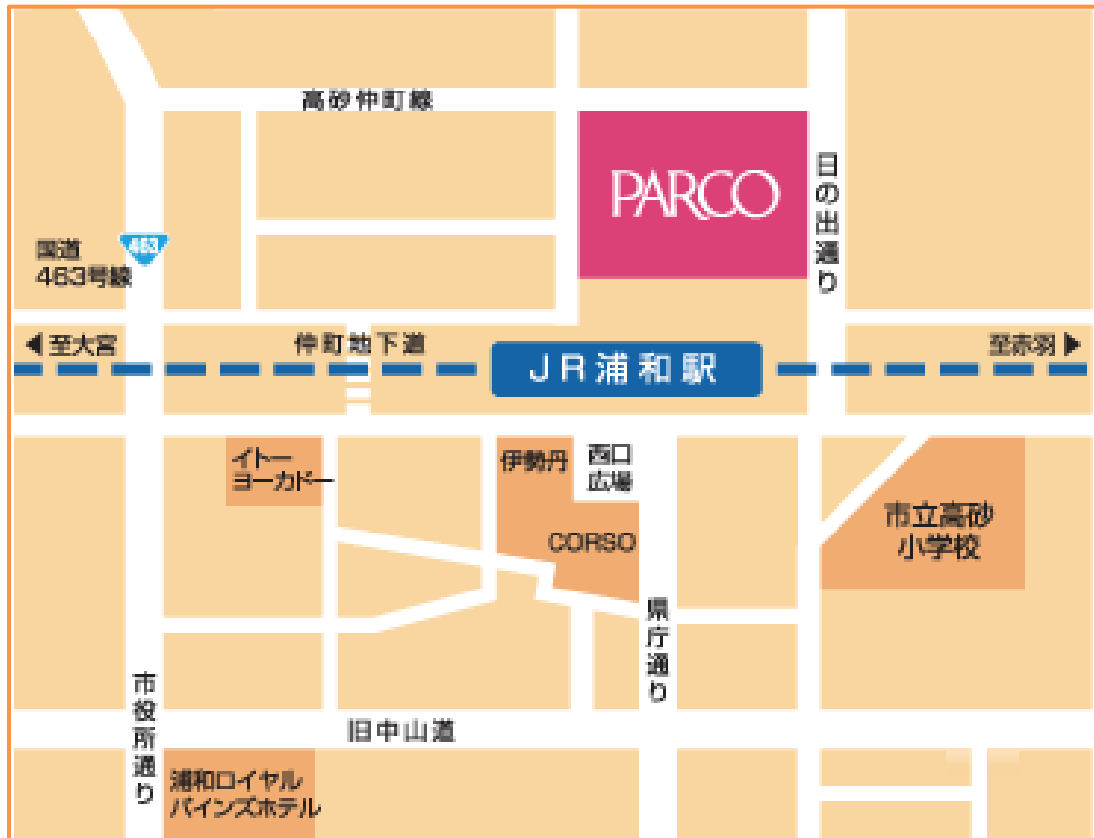 高砂仲町線
PARCO
日の出通り
463
国道
463号線
◀至大宮
仲町地下道
至赤羽▶
JR浦和駅
イトー
ヨーカドー
伊勢丹
西口
広場
CORSO
市立高砂
小学校
県庁通り
市役所通り
旧中山道
浦和ロイヤル
パインズホテル